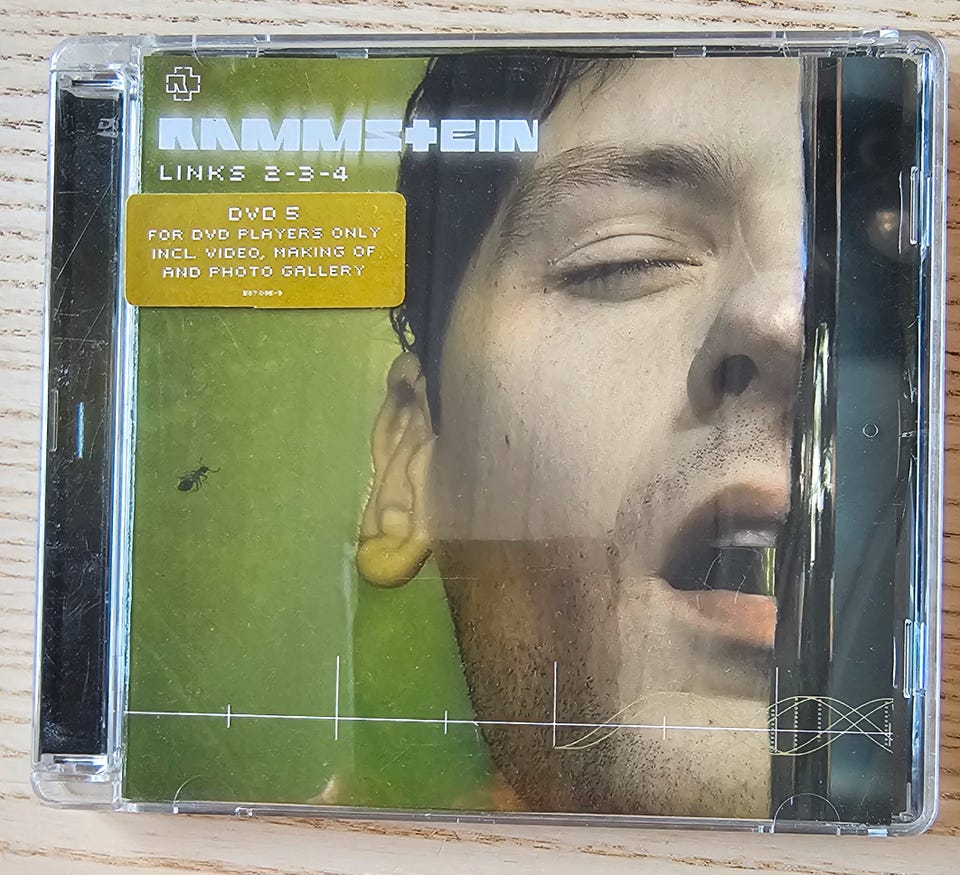 RAMMSTEIN
LINKS 2-3-4
DVD 5
FOR DVD PLAYERS ONLY
INCL. VIDEO, MAKING OF
AND PHOTO GALLERY